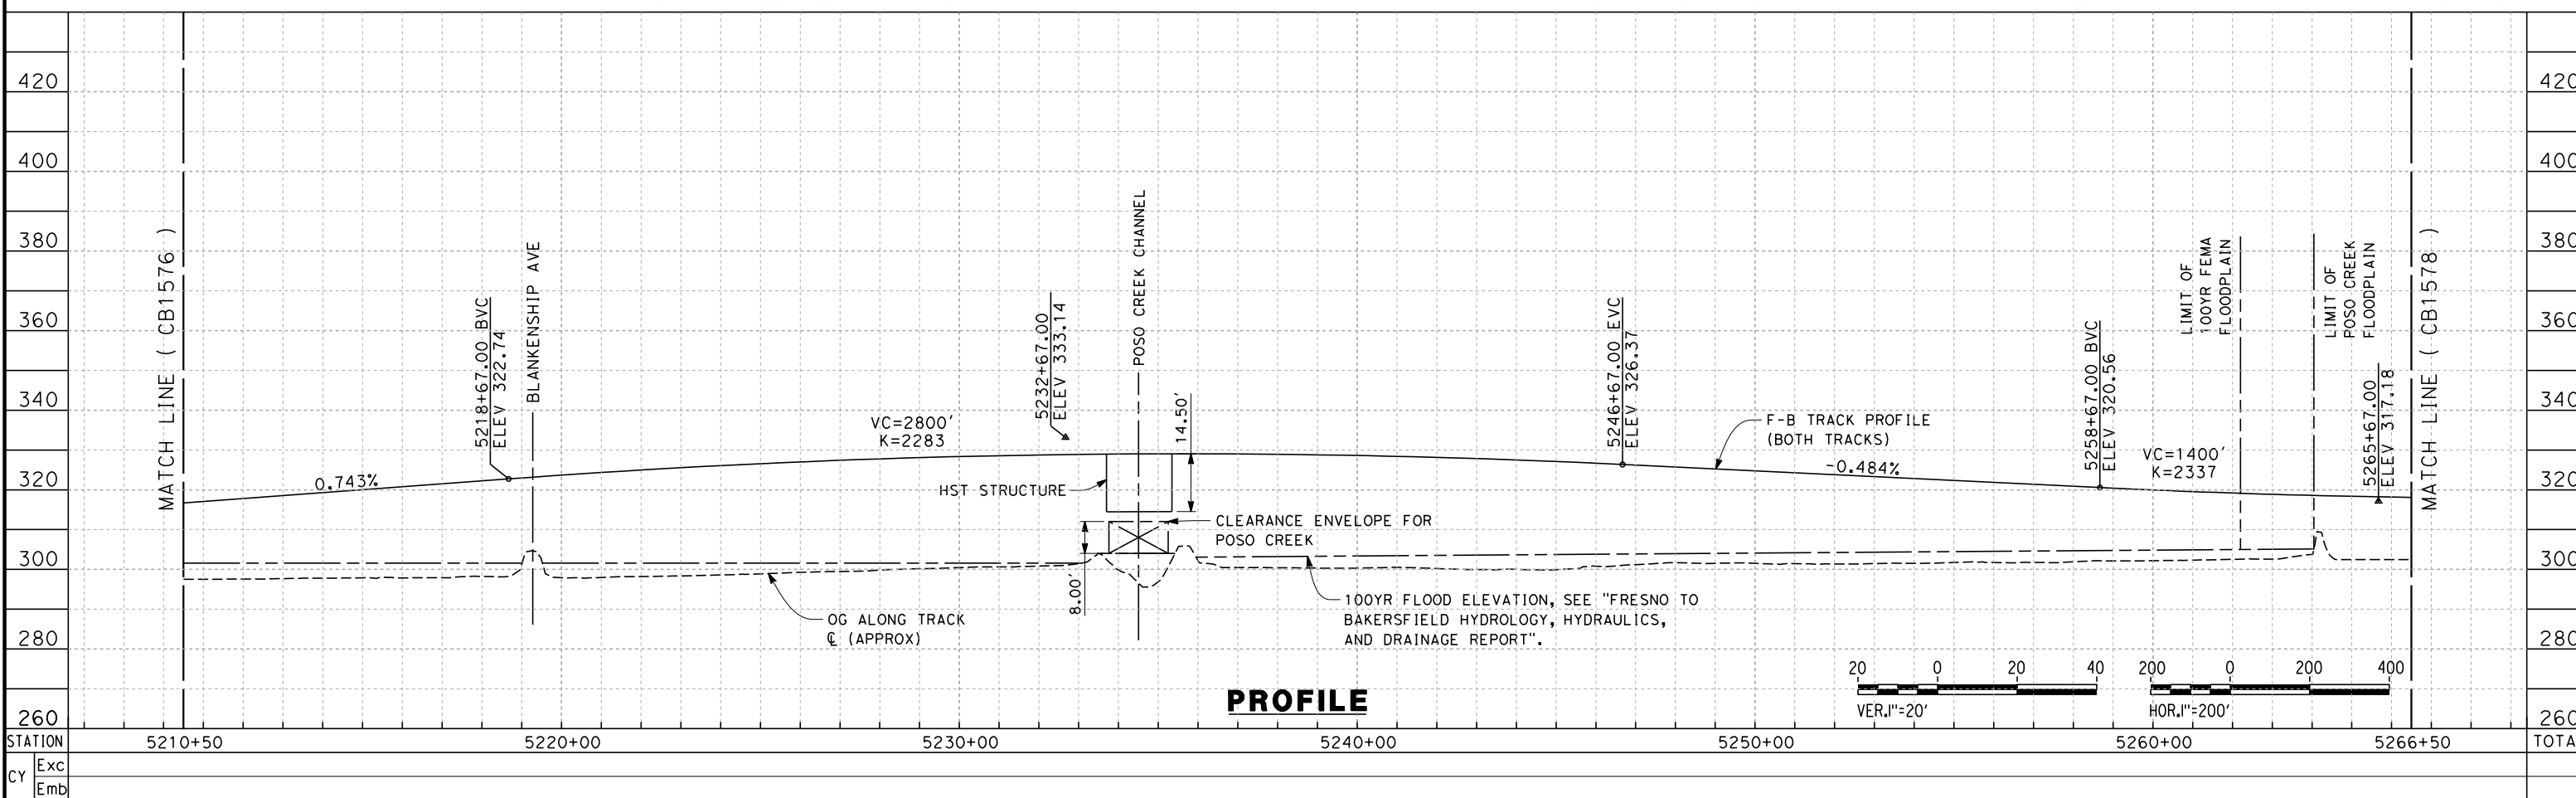 420
400
380
360
340
320
300
280
260
MATCH LINE ( CB1576 )
5218+67.00 BVC
ELEV 322.74
BLANKENSHIP AVE
0.743%
VC=2800'
K=2283
5232+67.00
ELEV 333.14
POSO CREEK CHANNEL
14.50'
HST STRUCTURE
CLEARANCE ENVELOPE FOR
POSO CREEK
8.00'
OG ALONG TRACK
℄ (APPROX)
100YR FLOOD ELEVATION, SEE "FRESNO TO
BAKERSFIELD HYDROLOGY, HYDRAULICS,
AND DRAINAGE REPORT".
5246+67.00 EVC
ELEV 326.37
F-B TRACK PROFILE
(BOTH TRACKS)
-0.484%
5258+67.00 BVC
ELEV 320.56
VC=1400'
K=2337
LIMIT OF
100YR FEMA
FLOODPLAIN
LIMIT OF
POSO CREEK
FLOODPLAIN
5265+67.00
ELEV 317.18
MATCH LINE ( CB1578 )
420
400
380
360
340
320
300
280
260
PROFILE
20 0 20 40
VER.1"=20'
200 0 200 400
HOR.1"=200'
STATION 5210+50 5220+00 5230+00 5240+00 5250+00 5260+00 5266+50 TOTA
CY
Exc
Emb